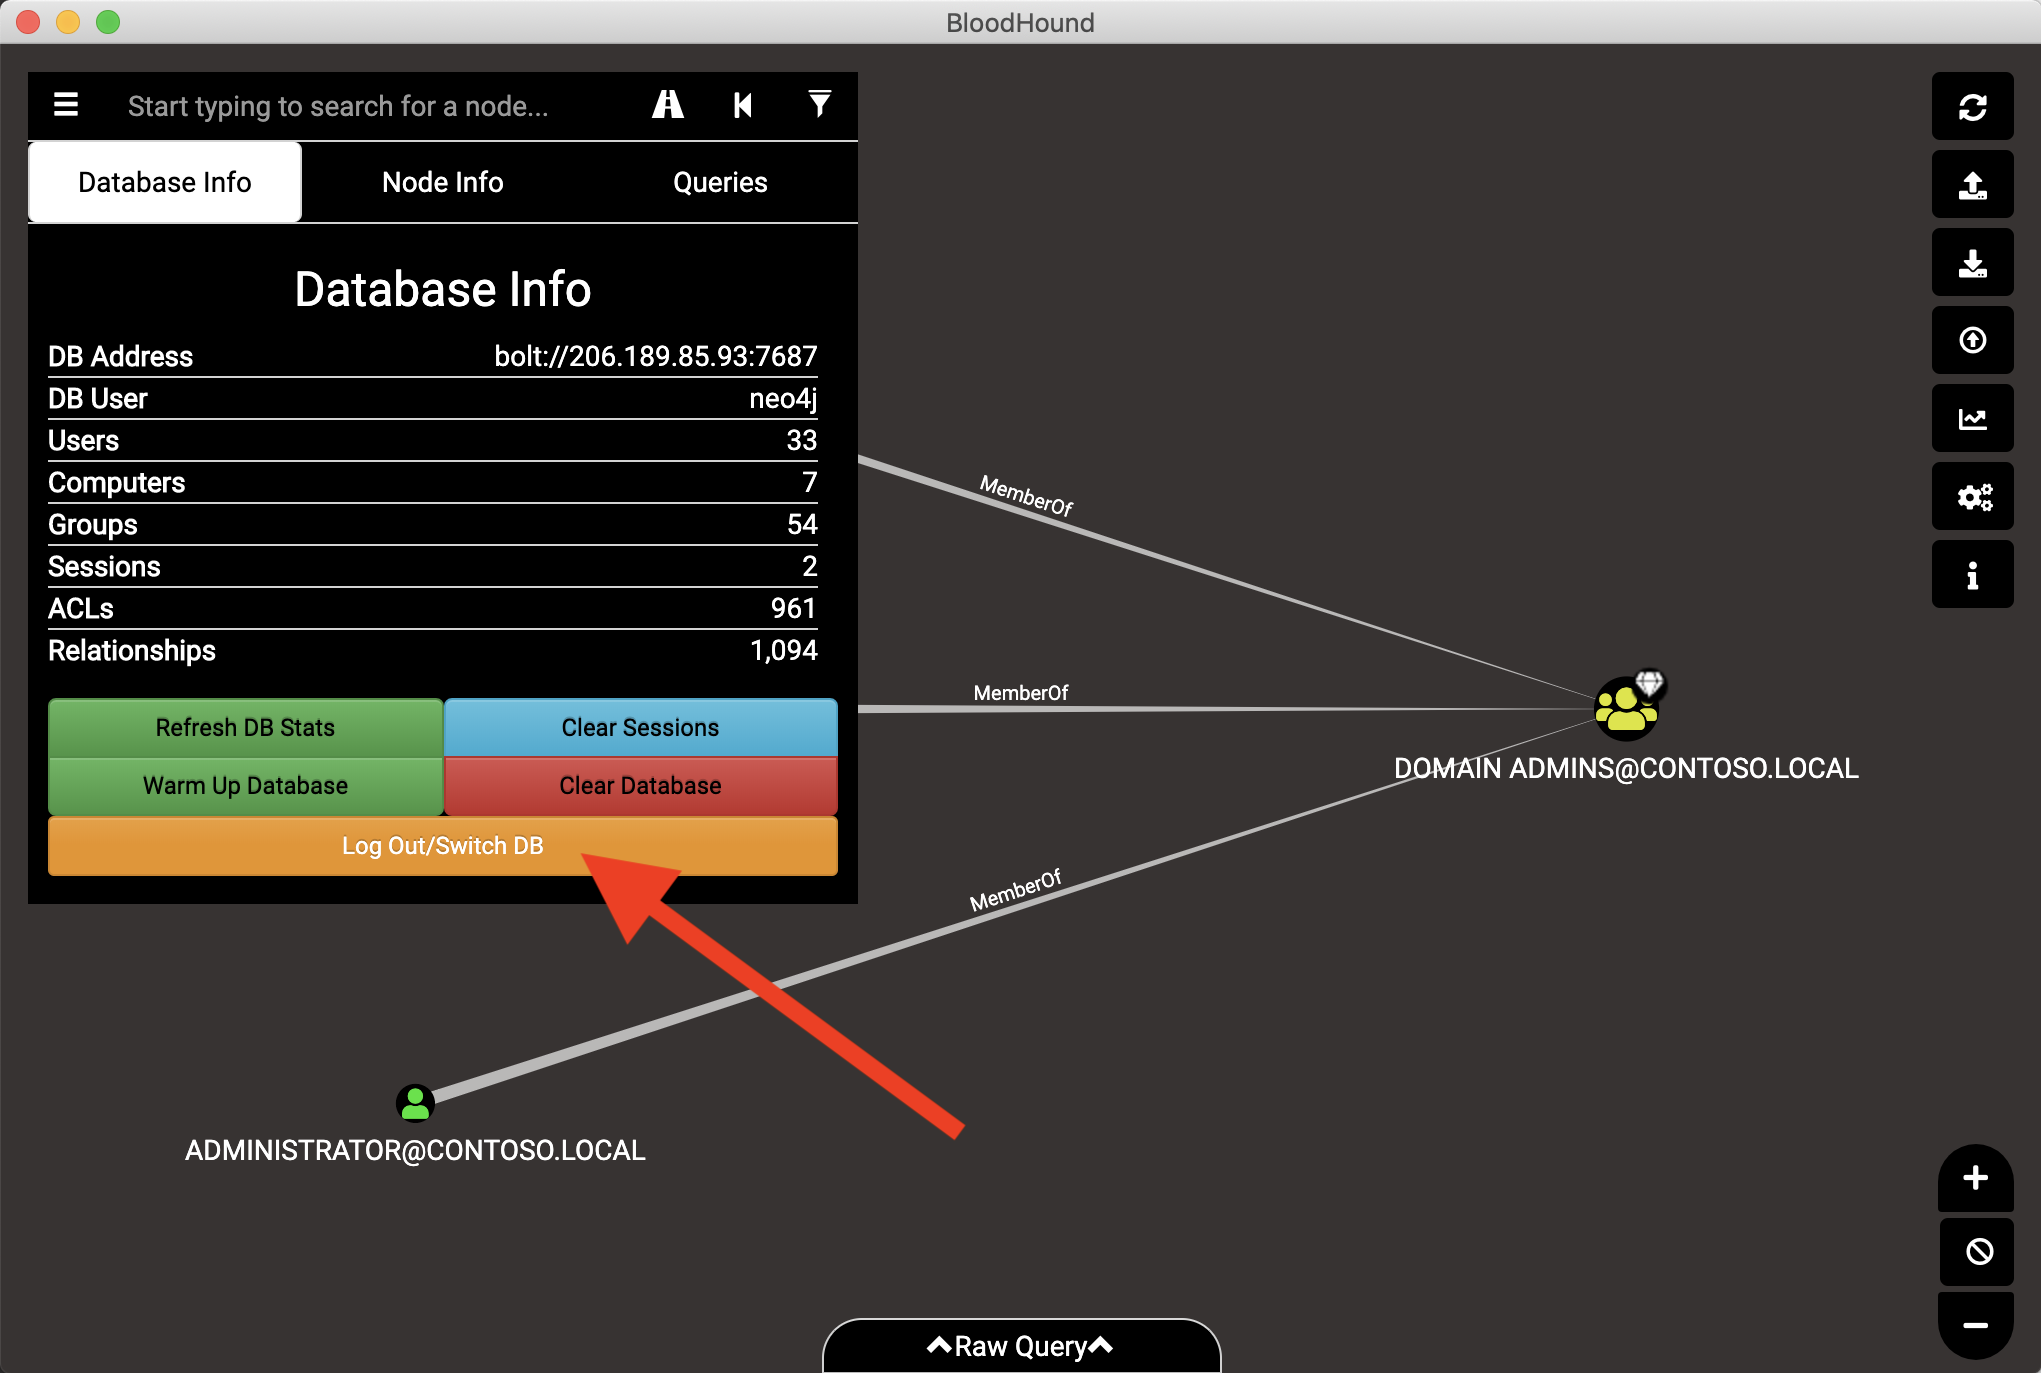 BloodHound
Start typing to search for a node...
Database Info
Node Info
Queries
Database Info
DB Address bolt://206.189.85.93:7687
DB User neo4j
Users 33
Computers 7
Groups 54
Sessions 2
ACLs 961
Relationships 1,094
Refresh DB Stats
Clear Sessions
Warm Up Database
Clear Database
Log Out/Switch DB
MemberOf
MemberOf
DOMAIN ADMINS@CONTOSO.LOCAL
MemberOf
ADMINISTRATOR@CONTOSO.LOCAL
Raw Query